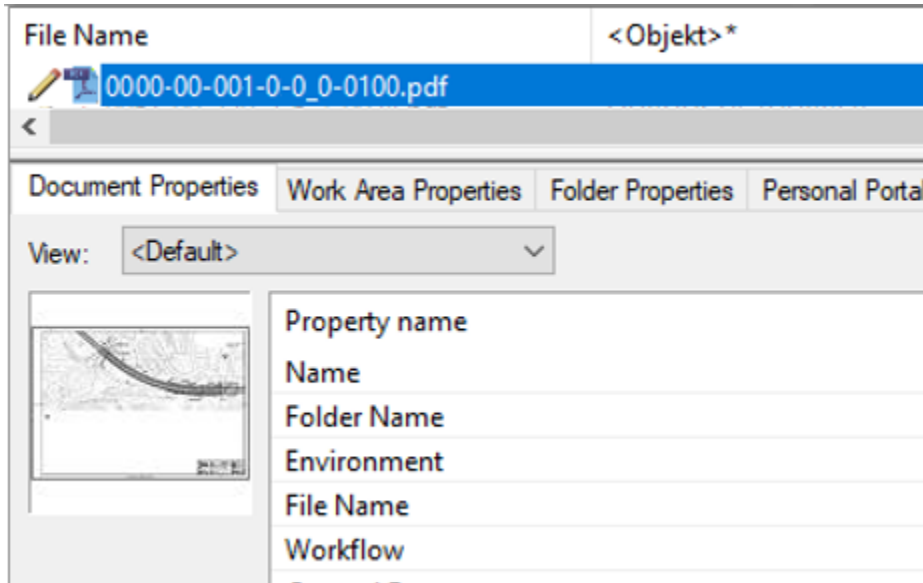 File Name <Objekt>*
0000-00-001-0-0_0-0100.pdf
Document Properties Work Area Properties Folder Properties Personal Portal
View: <Default>
Property name
Name
Folder Name
Environment
File Name
Workflow